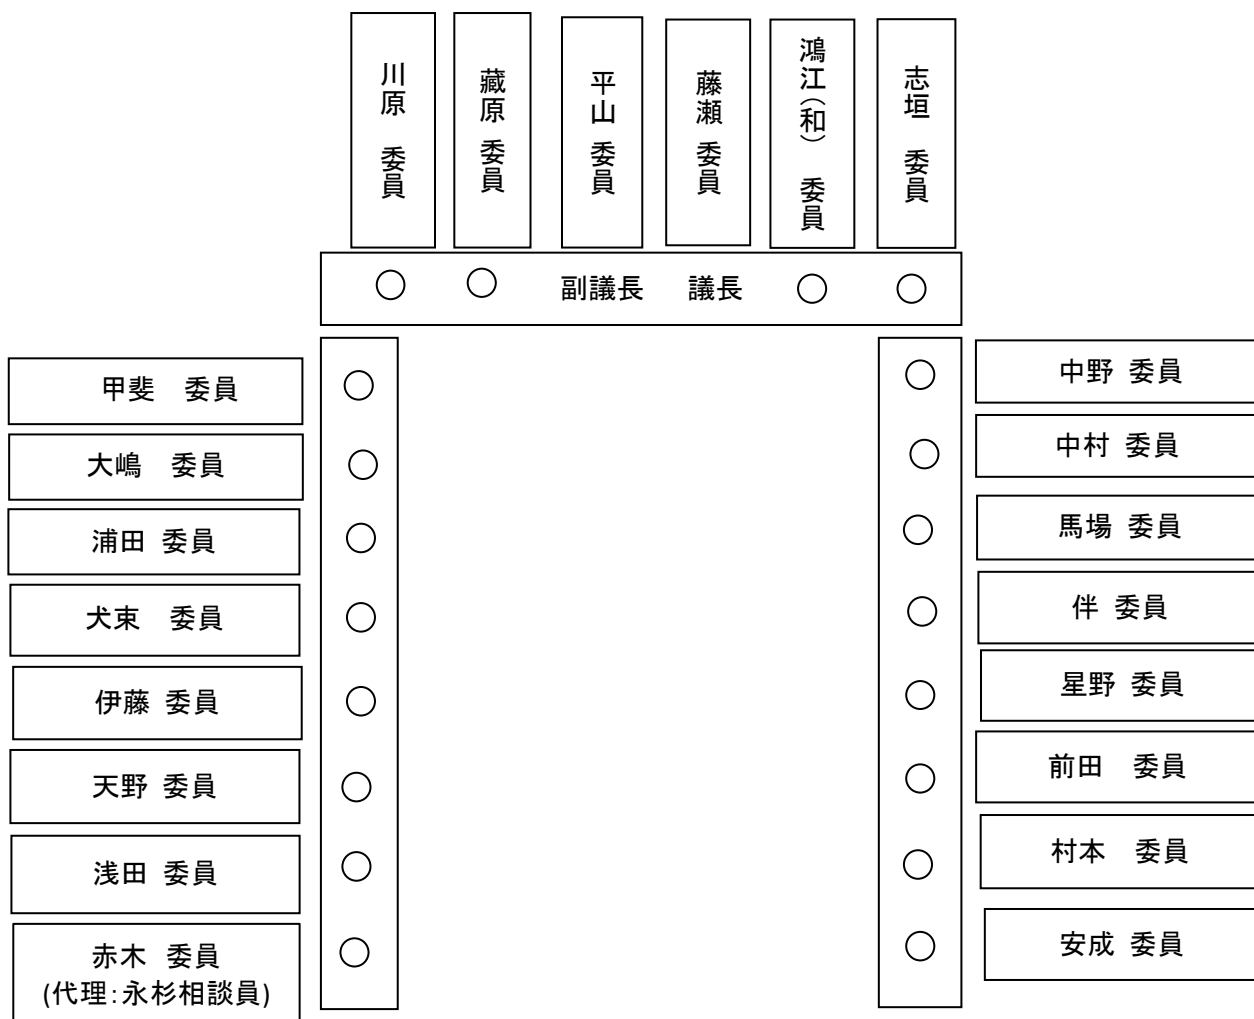 川原 委員
藏原 委員
平山 委員
藤瀬 委員
鴻江(和) 委員
志垣 委員
副議長 議長
甲斐 委員
大嶋 委員
浦田 委員
犬束 委員
伊藤 委員
天野 委員
浅田 委員
赤木 委員
(代理:永杉相談員)
中野 委員
中村 委員
馬場 委員
伴 委員
星野 委員
前田 委員
村本 委員
安成 委員